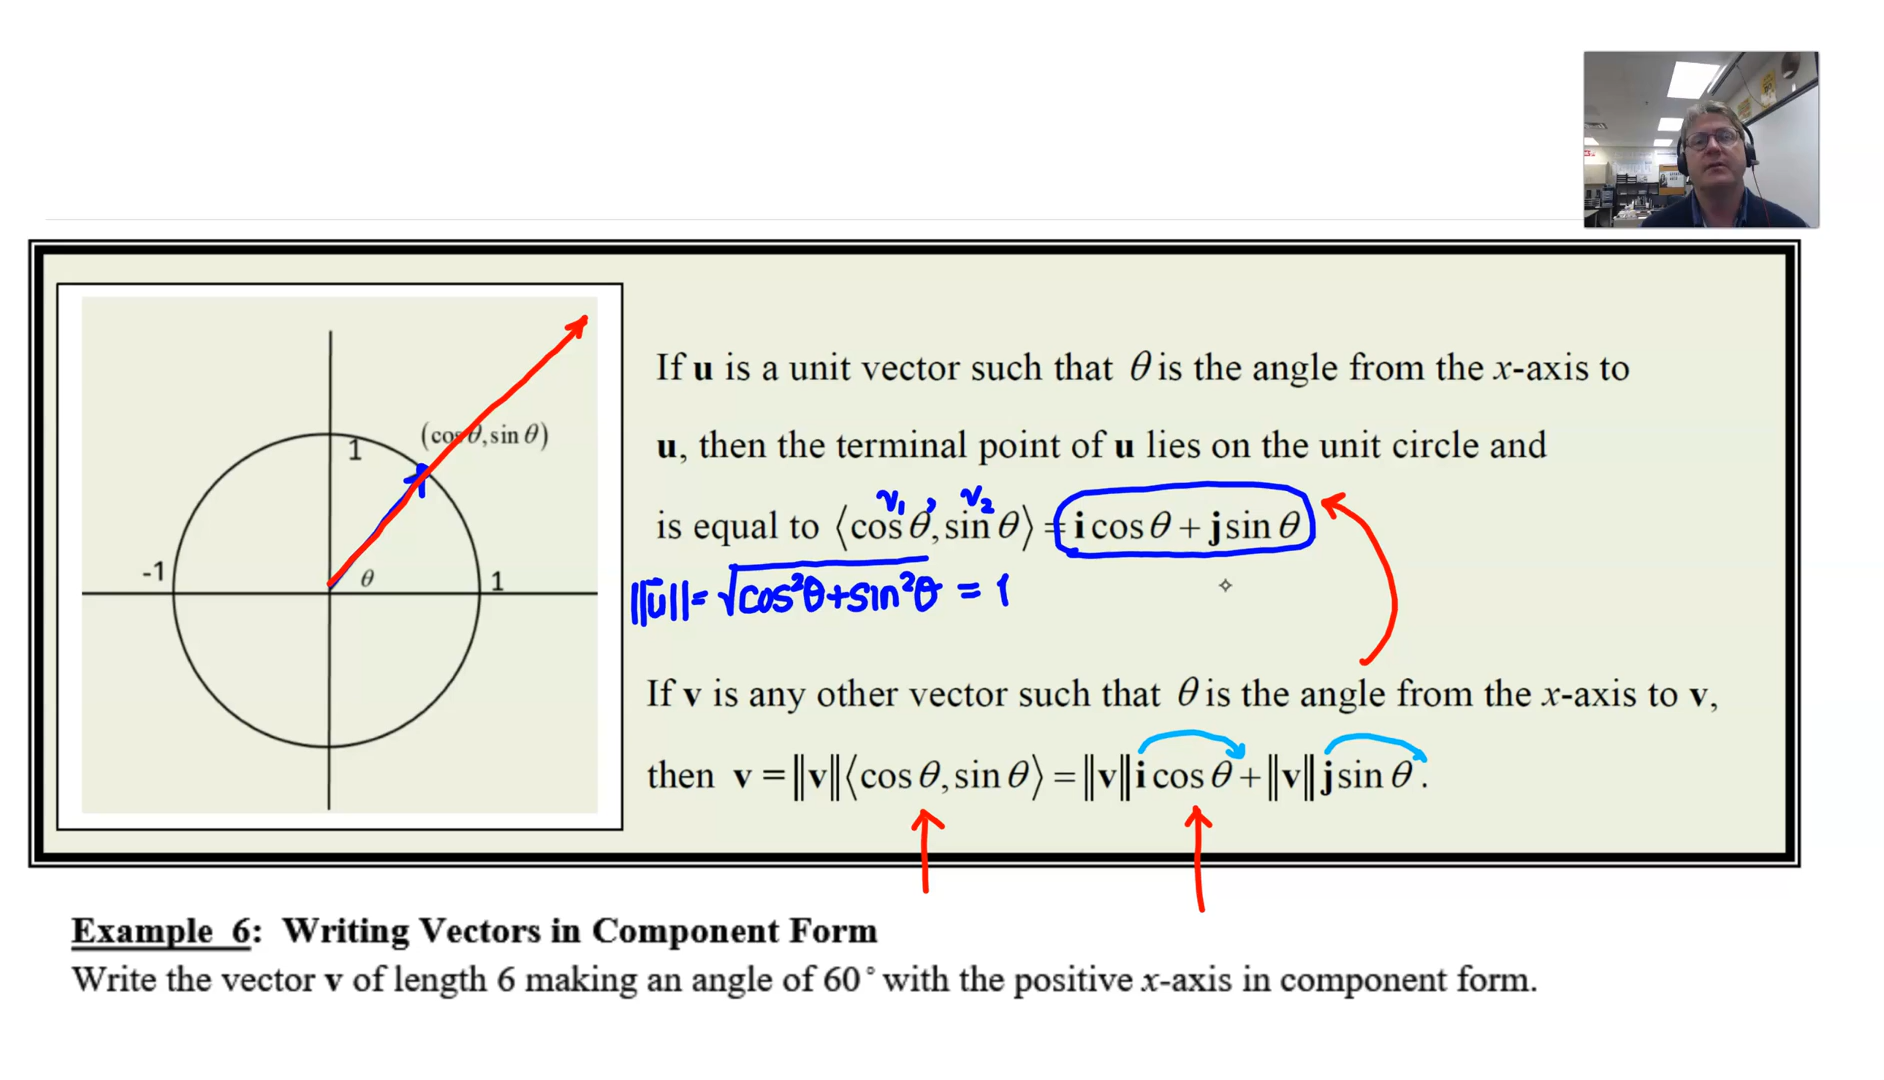 1
(cos θ, sin θ)
-1
θ
1
If u is a unit vector such that θ is the angle from the x-axis to
u, then the terminal point of u lies on the unit circle and
v₁, v₂
is equal to ⟨cos θ, sin θ⟩ = i cos θ + j sin θ
||u̅|| = √cos²θ+sin²θ = 1
If v is any other vector such that θ is the angle from the x-axis to v,
then v = ||v||⟨cos θ, sin θ⟩ = ||v|| i cos θ + ||v|| j sin θ.
Example 6: Writing Vectors in Component Form
Write the vector v of length 6 making an angle of 60° with the positive x-axis in component form.